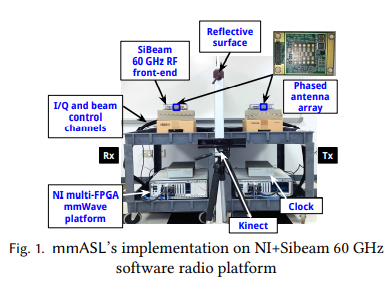 Reflective
surface
SiBeam
60 GHz RF
front-end
Phased
antenna
array
I/Q and beam
control
channels
Rx
Tx
NI multi-FPGA
mmWave
platform
Clock
Kinect
Fig. 1. mmASL's implementation on NI+Sibeam 60 GHz
software radio platform